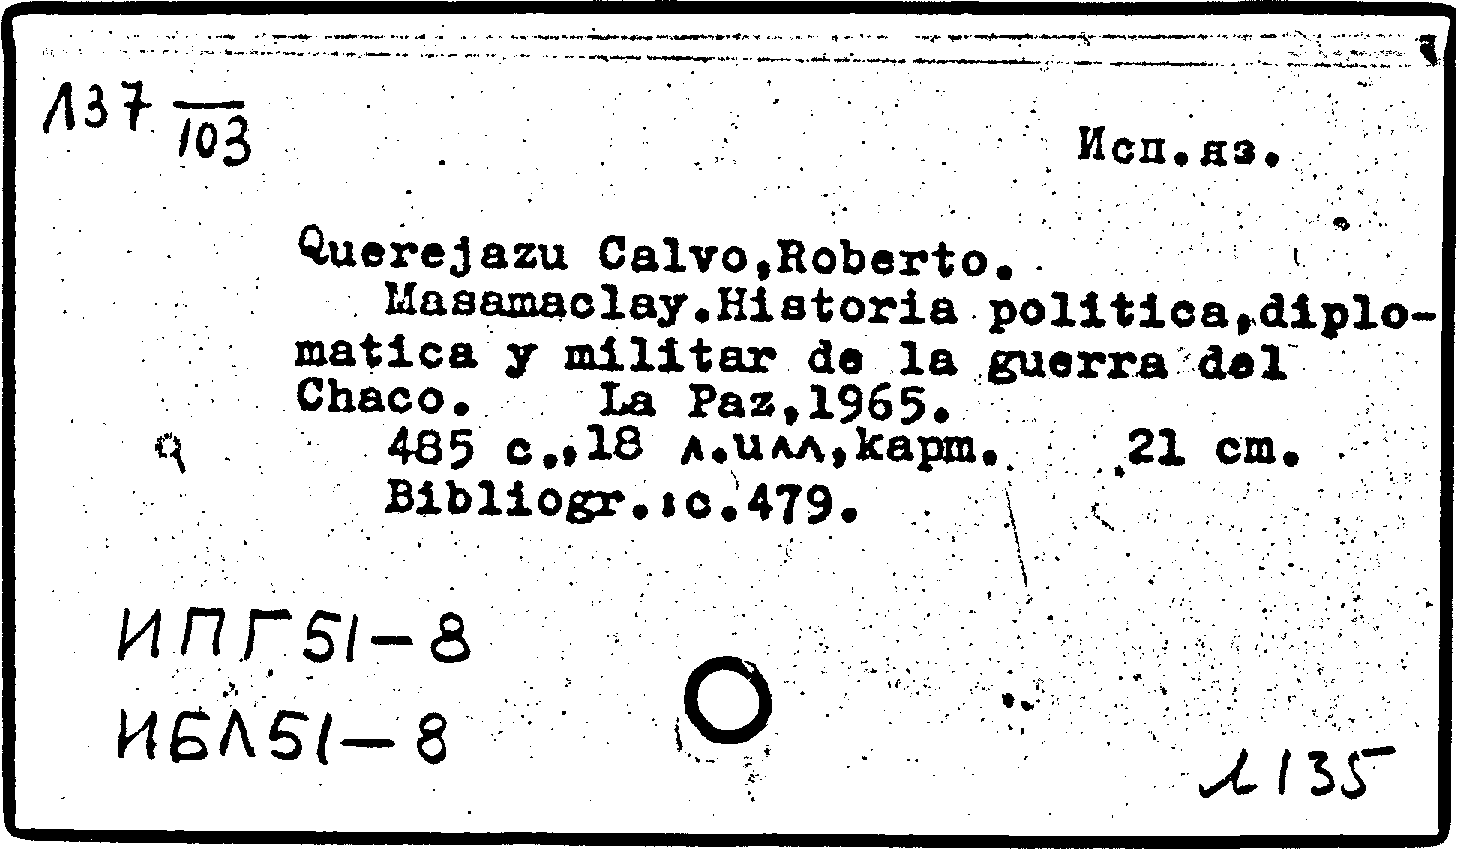 137 103
Исп.яз.
Querejazu Calvo,Roberto.
Masamaclay.Historia politica,diplo-
matica y militar de la guerra del
Chaco. La Paz,1965.
485 с.,18 л.илл,карт. 21 cm.
Bibliogr.:с.479.
ИПГ51-8
ИБЛ51-8
1135